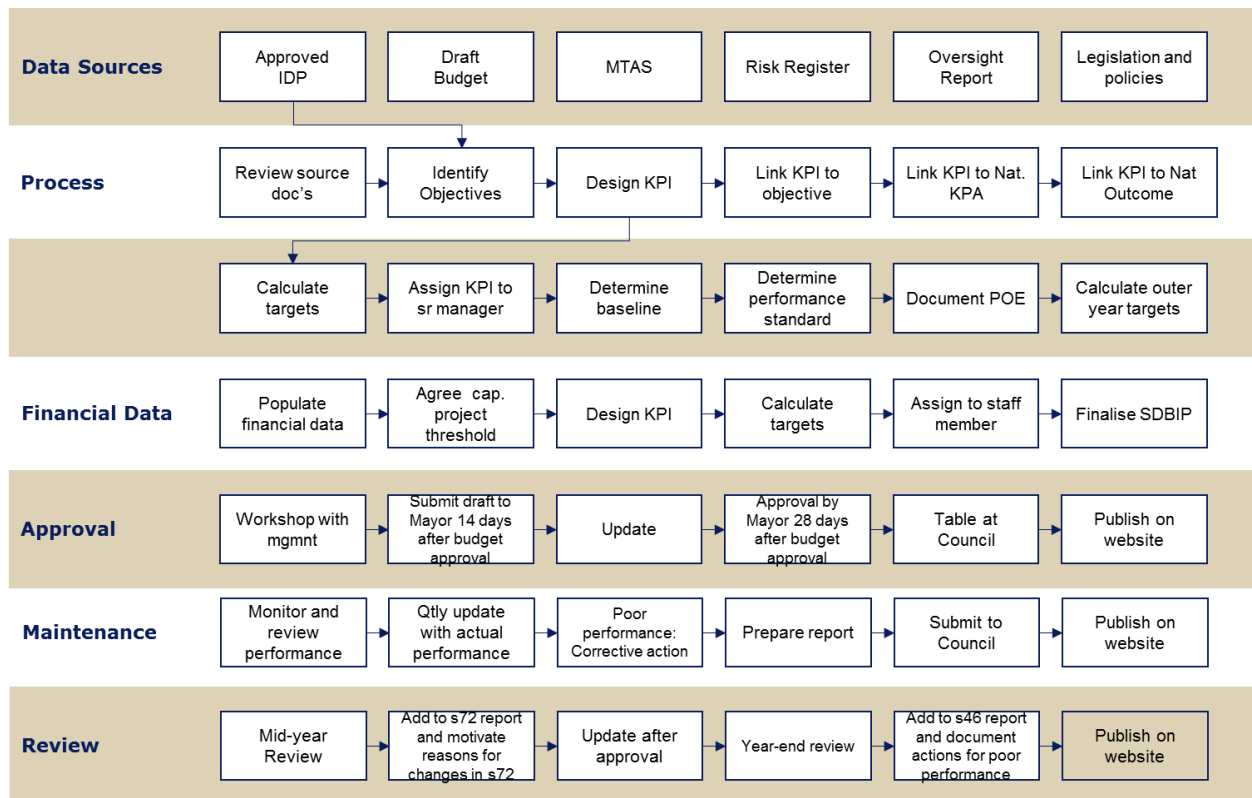 Data Sources
Approved
IDP
Draft
Budget
MTAS
Risk Register
Oversight
Report
Legislation and
policies
Process
Review source
doc's
Identify
Objectives
Design KPI
Link KPI to
objective
Link KPI to Nat.
KPA
Link KPI to Nat
Outcome
Calculate
targets
Assign KPI to
sr manager
Determine
baseline
Determine
performance
standard
Document POE
Calculate outer
year targets
Financial Data
Populate
financial data
Agree cap.
project
threshold
Design KPI
Calculate
targets
Assign to staff
member
Finalise SDBIP
Approval
Workshop with
mgmnt
Submit draft to
Mayor 14 days
after budget
approval
Update
Approval by
Mayor 28 days
after budget
approval
Table at
Council
Publish on
website
Maintenance
Monitor and
review
performance
Qtly update
with actual
performance
Poor
performance:
Corrective action
Prepare report
Submit to
Council
Publish on
website
Review
Mid-year
Review
Add to s72 report
and motivate
reasons for
changes in s72
Update after
approval
Year-end review
Add to s46 report
and document
actions for poor
performance
Publish on
website